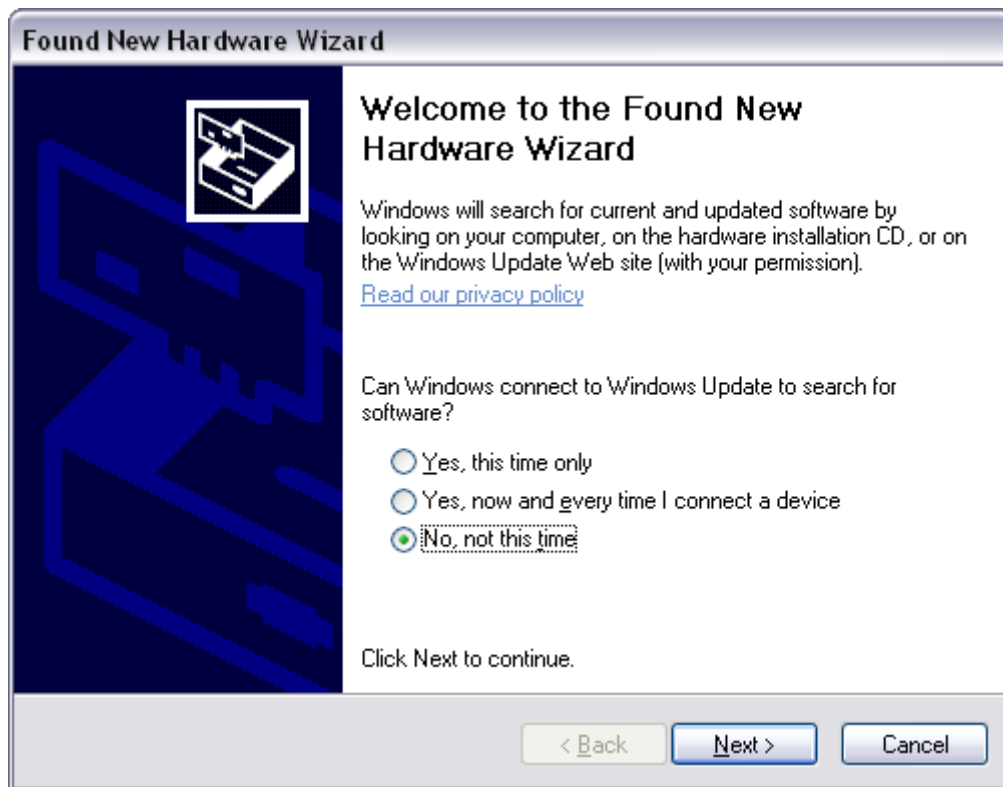 Found New Hardware Wizard
Welcome to the Found New
Hardware Wizard
Windows will search for current and updated software by
looking on your computer, on the hardware installation CD, or on
the Windows Update Web site (with your permission).
Read our privacy policy
Can Windows connect to Windows Update to search for
software?
Yes, this time only
Yes, now and every time I connect a device
No, not this time
Click Next to continue.
< Back
Next >
Cancel